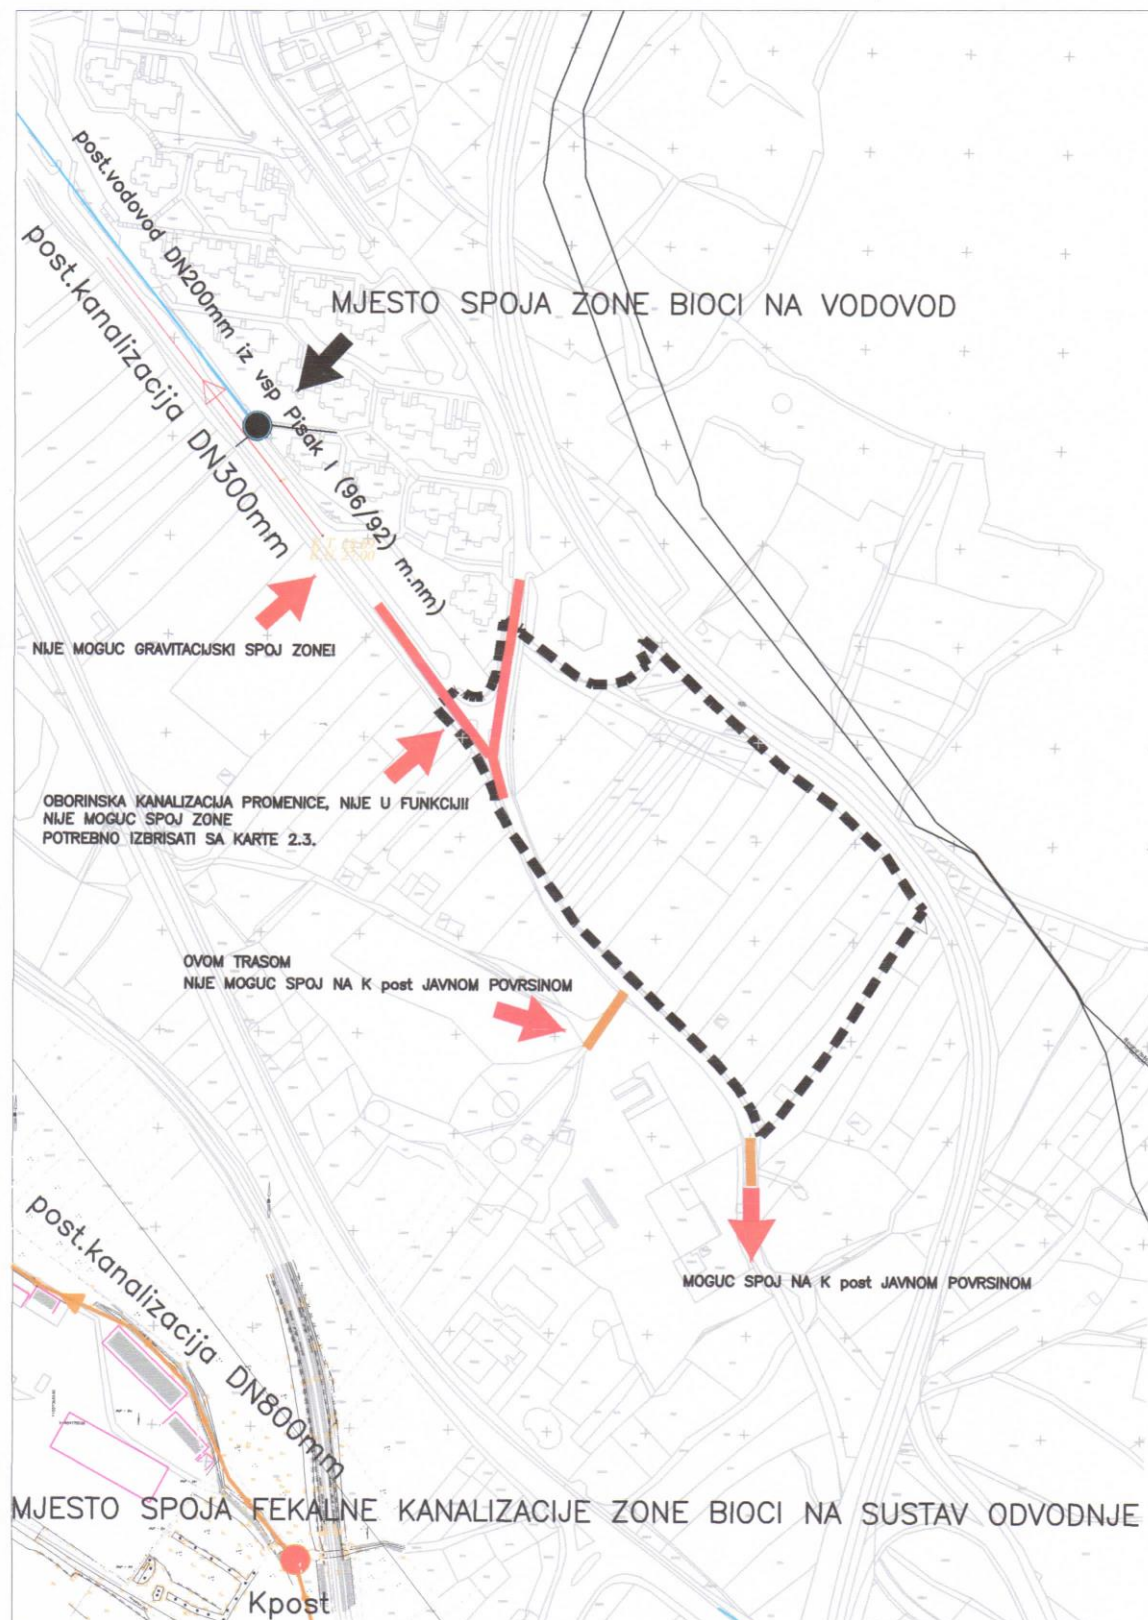 post.vodovod DN200mm iz vsp Pisak I (96/92) m.nm)
post.kanalizacija DN300mm
MJESTO SPOJA ZONE BIOCI NA VODOVOD
NIJE MOGUC GRAVITACIJSKI SPOJ ZONE!
OBORINSKA KANALIZACIJA PROMENICE, NIJE U FUNKCIJI!
NIJE MOGUC SPOJ ZONE
POTREBNO IZBRISATI SA KARTE 2.3.
OVOM TRASOM
NIJE MOGUC SPOJ NA K post JAVNOM POVRSINOM
MOGUC SPOJ NA K post JAVNOM POVRSINOM
post.kanalizacija DN800mm
MJESTO SPOJA FEKALNE KANALIZACIJE ZONE BIOCI NA SUSTAV ODVODNJE
Kpost